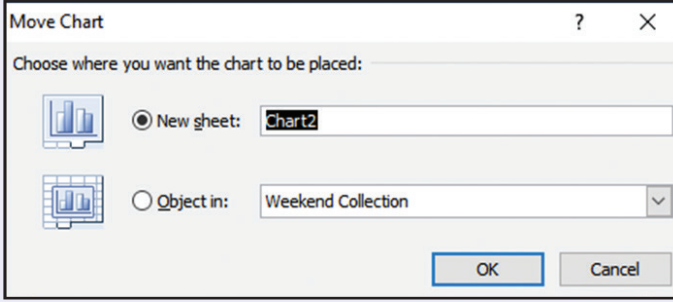 Move Chart ?
Choose where you want the chart to be placed:
New sheet: Chart2
Object in: Weekend Collection
OK Cancel